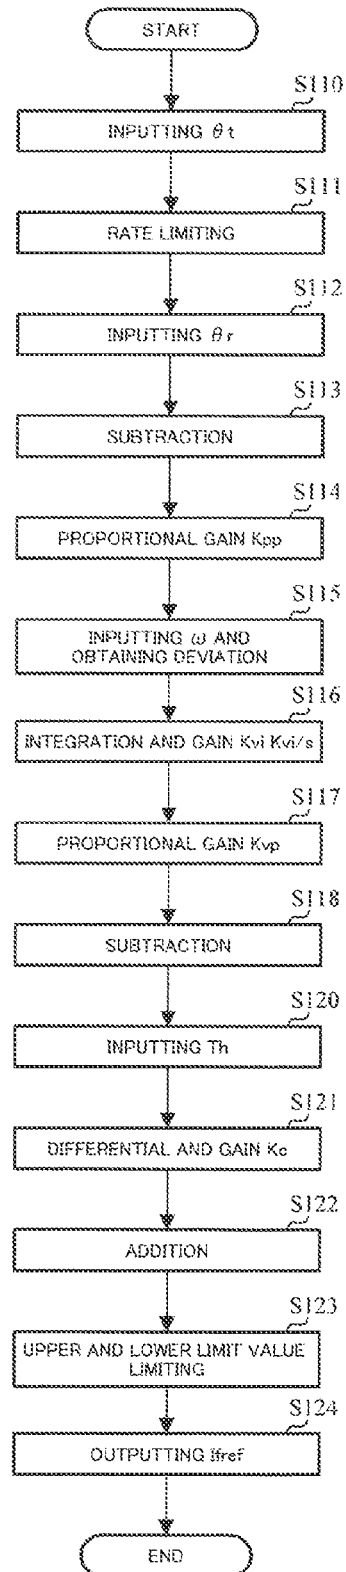 START
S110
INPUTTING θt
S111
RATE LIMITING
S112
INPUTTING θr
S113
SUBTRACTION
S114
PROPORTIONAL GAIN Kpp
S115
INPUTTING ω AND
OBTAINING DEVIATION
S116
INTEGRATION AND GAIN Kvi Kvi/s
S117
PROPORTIONAL GAIN Kvp
S118
SUBTRACTION
S120
INPUTTING Th
S121
DIFFERENTIAL AND GAIN Kc
S122
ADDITION
S123
UPPER AND LOWER LIMIT VALUE
LIMITING
S124
OUTPUTTING Ifref
END